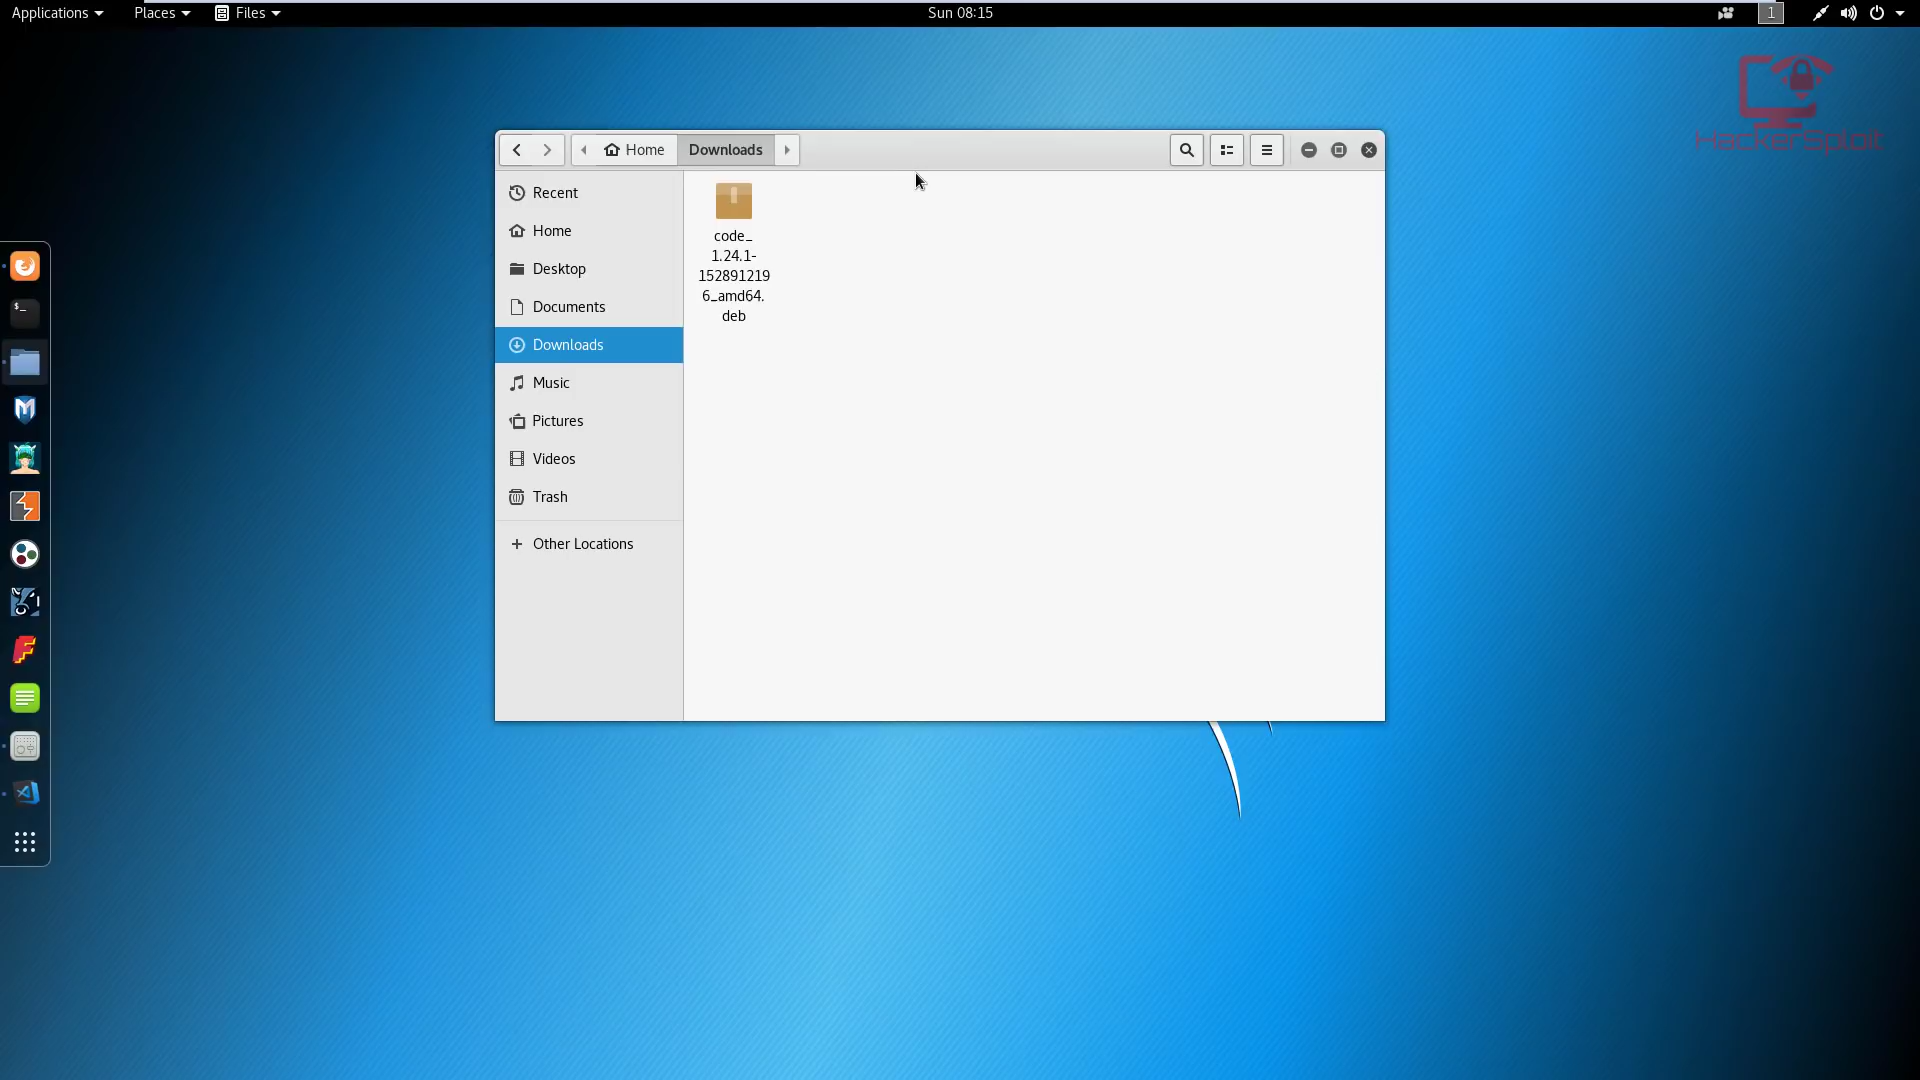 Applications Places Files Sun 08:15 1
HackerSploit
Home Downloads
Recent
Home
Desktop
Documents
Downloads
Music
Pictures
Videos
Trash
Other Locations
code_
1.24.1-
152891219
6_amd64.
deb
$_